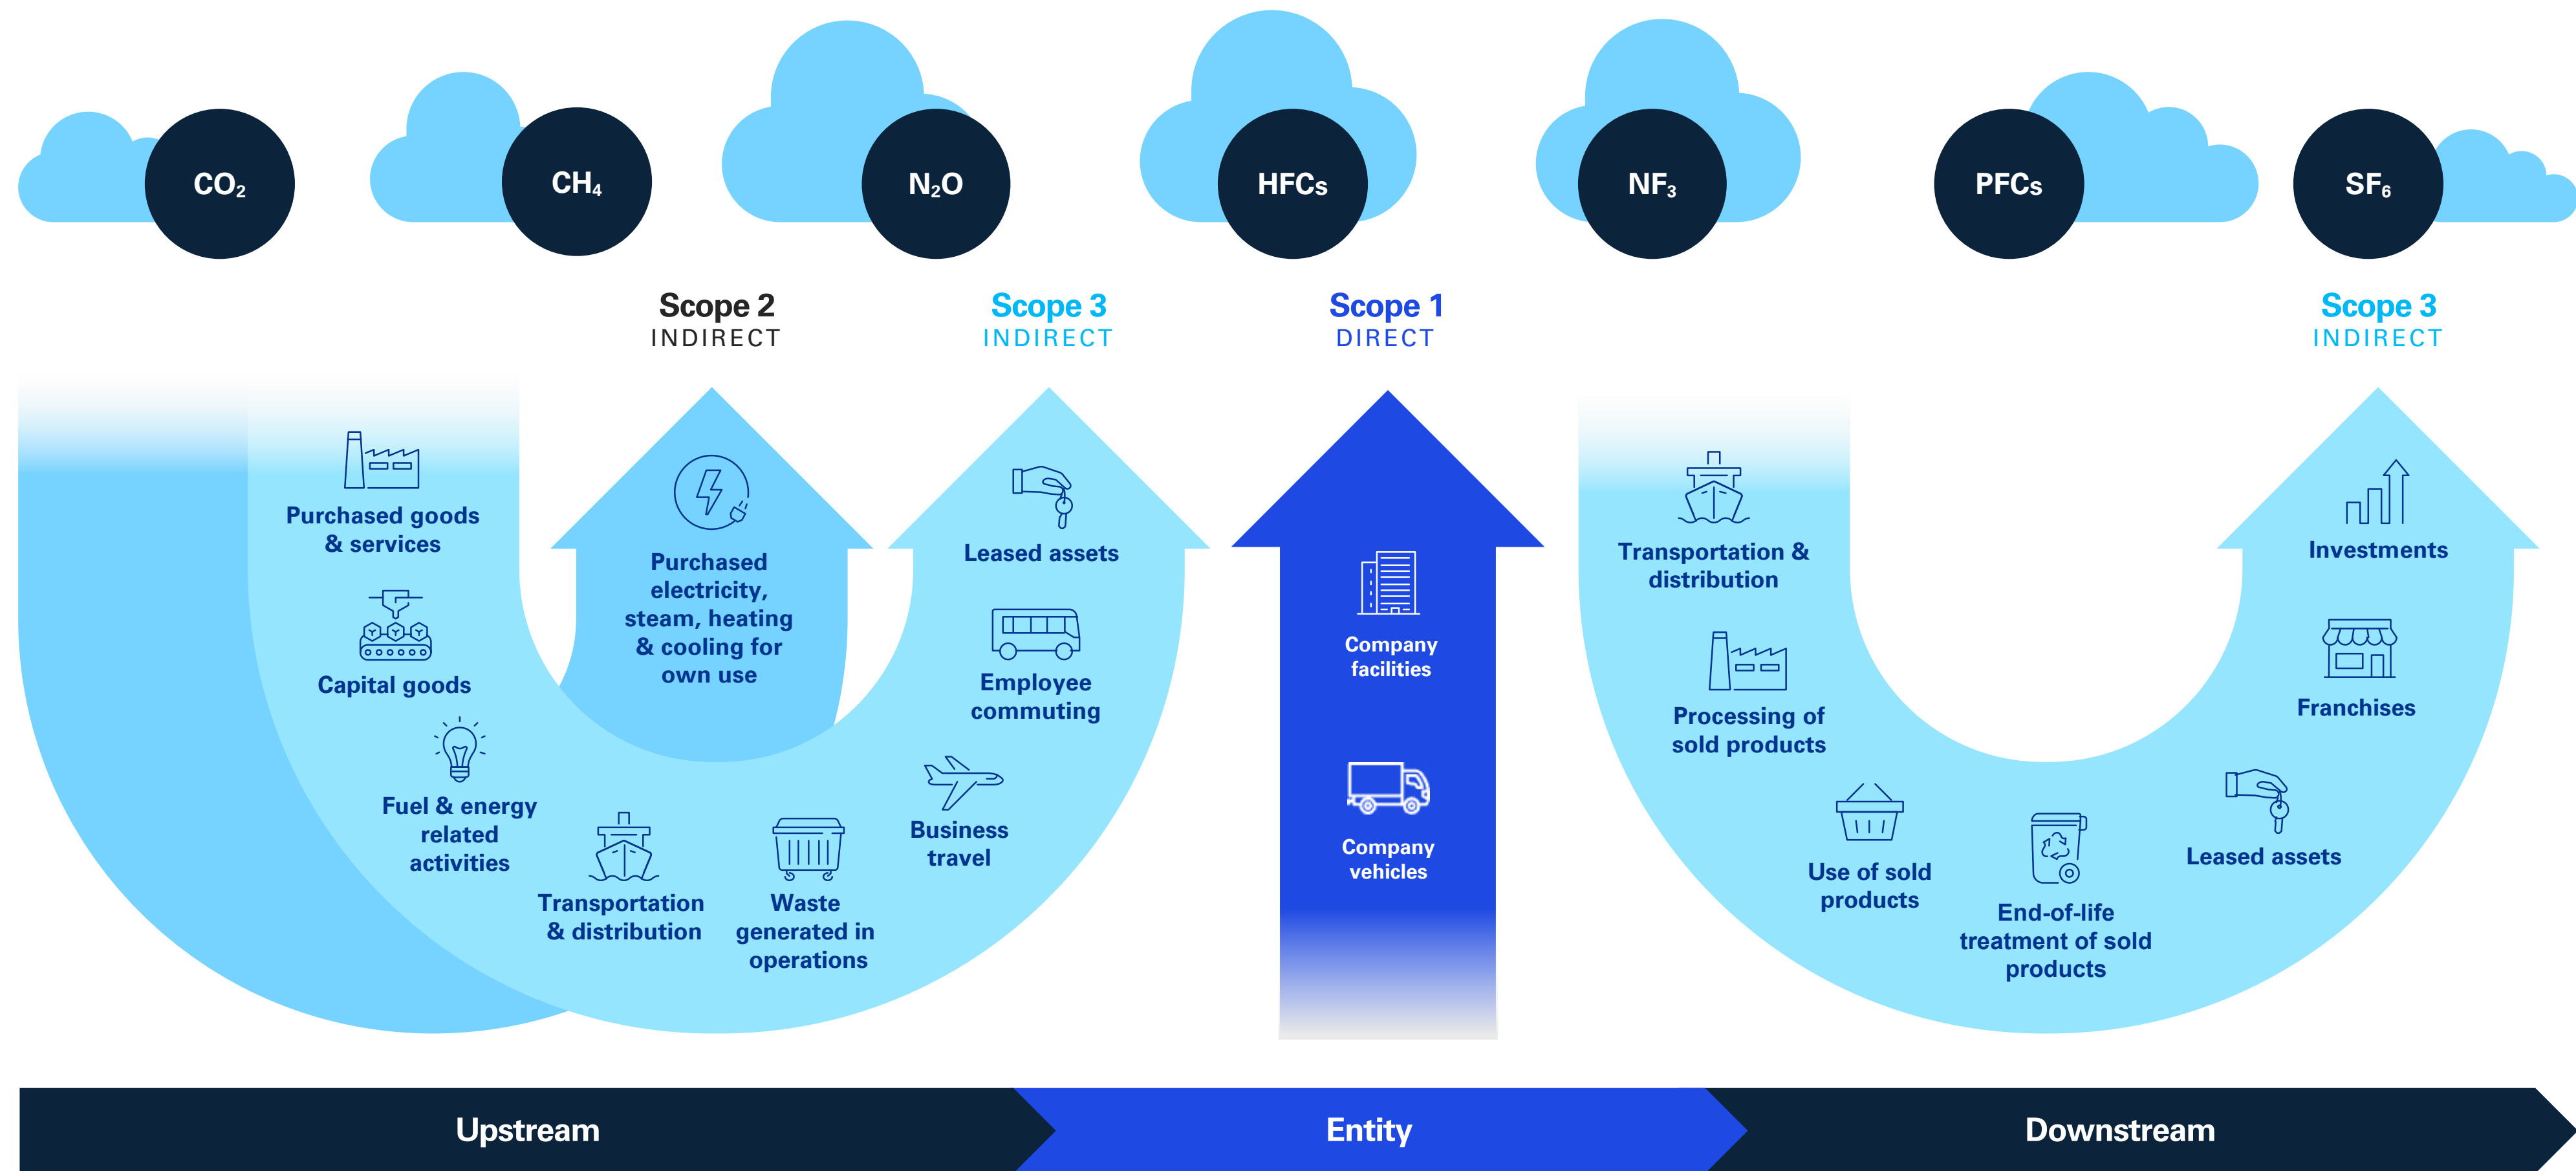 CO₂
CH₄
N₂O
HFCs
NF₃
PFCs
SF₆
Scope 2
INDIRECT
Scope 3
INDIRECT
Scope 1
DIRECT
Scope 3
INDIRECT
Purchased goods
& services
Capital goods
Fuel & energy
related
activities
Transportation
& distribution
Waste
generated in
operations
Business
travel
Employee
commuting
Leased assets
Purchased
electricity,
steam, heating
& cooling for
own use
Company
facilities
Company
vehicles
Transportation &
distribution
Processing of
sold products
Use of sold
products
End-of-life
treatment of sold
products
Leased assets
Franchises
Investments
Upstream
Entity
Downstream